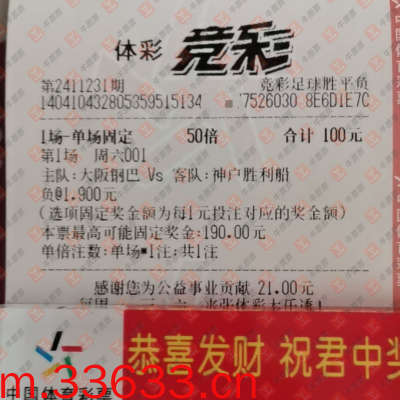 体彩 竞彩
第2411231期 竞彩足球胜平负
140410432805359515134 7526030 8E6D1E7C
1场-单场固定 50倍 合计 100元
第1场 周六001
主队:大阪钢巴 Vs 客队:神户胜利船
负@1.900元
(选项固定奖金额为每1元投注对应的奖金额)
本票最高可能固定奖金:190.00元
单倍注数:单场*1注;共1注
感谢您为公益事业贡献 21.00元
恭喜发财 祝君中奖
中国体育彩票
m.33633.cn
中国体育